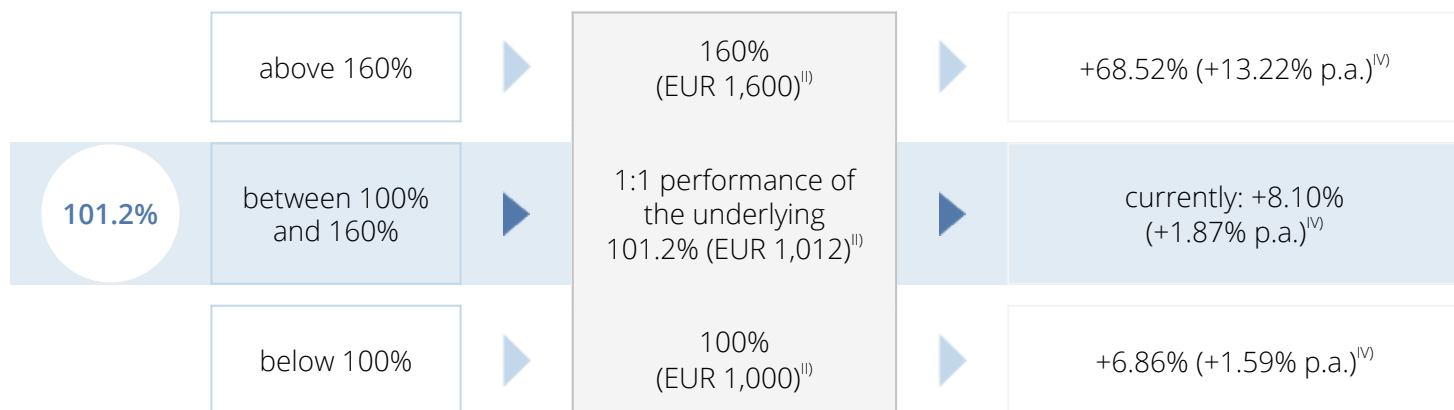 above 160%
160%
(EUR 1,600)II)
+68.52% (+13.22% p.a.)IV)
101.2%
between 100%
and 160%
1:1 performance of
the underlying
101.2% (EUR 1,012)II)
currently: +8.10%
(+1.87% p.a.)IV)
below 100%
100%
(EUR 1,000)II)
+6.86% (+1.59% p.a.)IV)